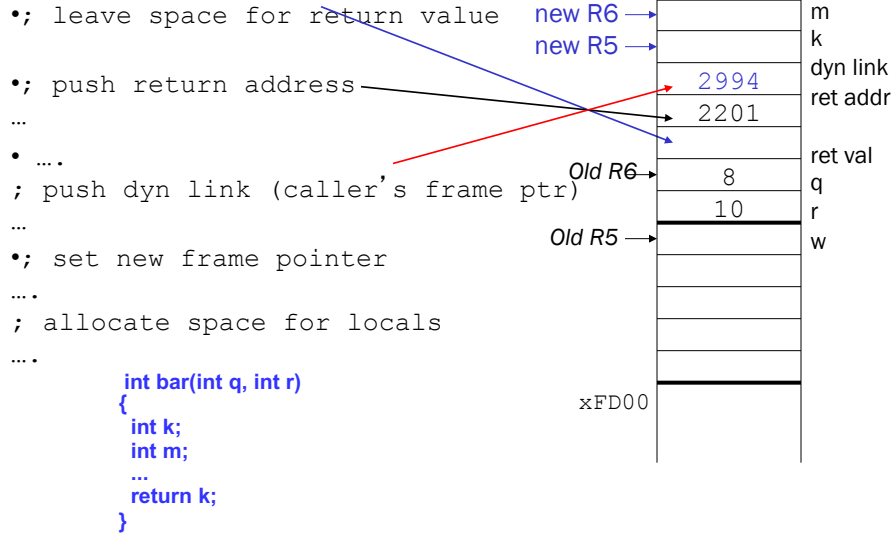 •; leave space for return value
•; push return address
…
• ….
; push dyn link (caller’s frame ptr)
…
•; set new frame pointer
….
; allocate space for locals
….
int bar(int q, int r)
{
int k;
int m;
...
return k;
}
new R6
new R5
Old R6
Old R5
xFD00
2994
2201
8
10
m
k
dyn link
ret addr
ret val
q
r
w